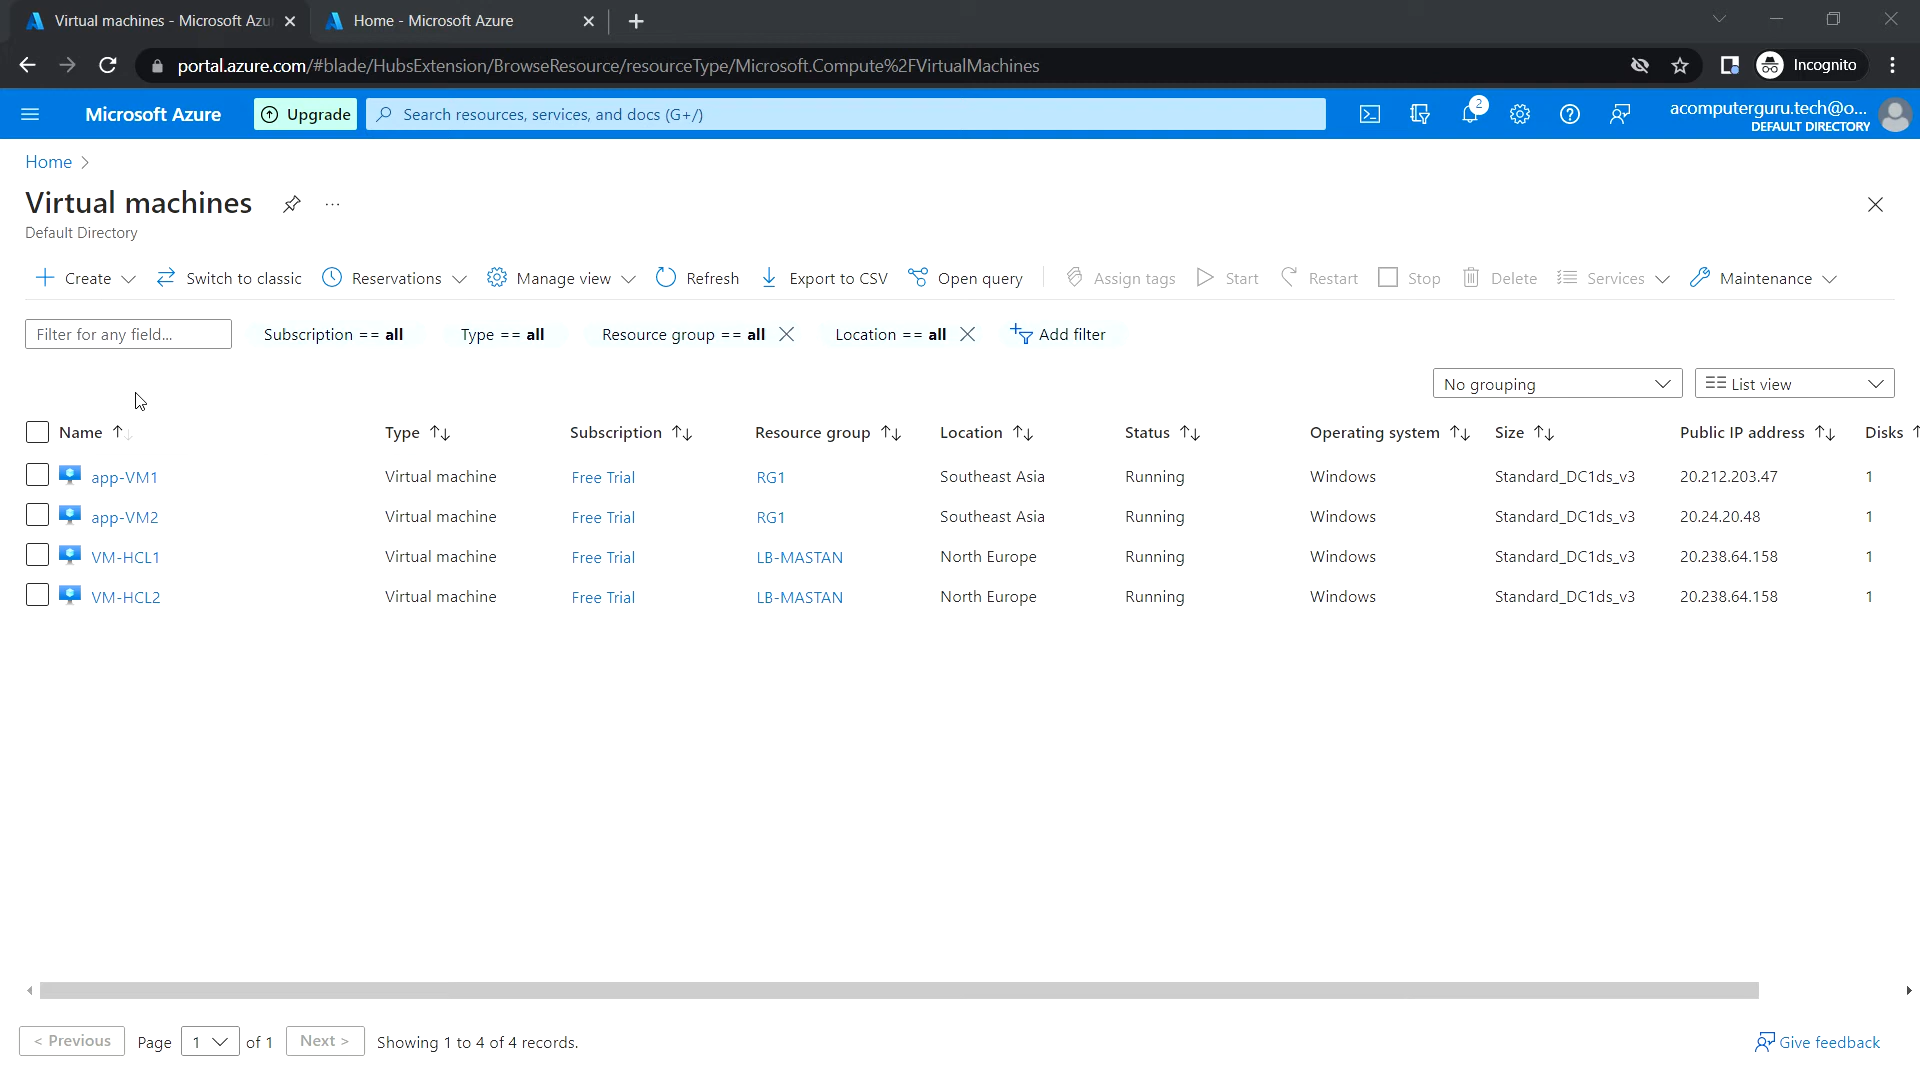 Virtual machines - Microsoft Azu
Home - Microsoft Azure
portal.azure.com/#blade/HubsExtension/BrowseResource/resourceType/Microsoft.Compute%2FVirtualMachines
Incognito
Microsoft Azure
Upgrade
Search resources, services, and docs (G+/)
2
acomputerguru.tech@o...
DEFAULT DIRECTORY
Home
Virtual machines
...
Default Directory
Create Switch to classic Reservations Manage view Refresh Export to CSV Open query Assign tags Start Restart Stop Delete Services Maintenance
Filter for any field... Subscription == all Type == all Resource group == all Location == all Add filter
No grouping List view
Name Type Subscription Resource group Location Status Operating system Size Public IP address Disks
app-VM1 Virtual machine Free Trial RG1 Southeast Asia Running Windows Standard_DC1ds_v3 20.212.203.47 1
app-VM2 Virtual machine Free Trial RG1 Southeast Asia Running Windows Standard_DC1ds_v3 20.24.20.48 1
VM-HCL1 Virtual machine Free Trial LB-MASTAN North Europe Running Windows Standard_DC1ds_v3 20.238.64.158 1
VM-HCL2 Virtual machine Free Trial LB-MASTAN North Europe Running Windows Standard_DC1ds_v3 20.238.64.158 1
< Previous Page 1 of 1 Next > Showing 1 to 4 of 4 records. Give feedback